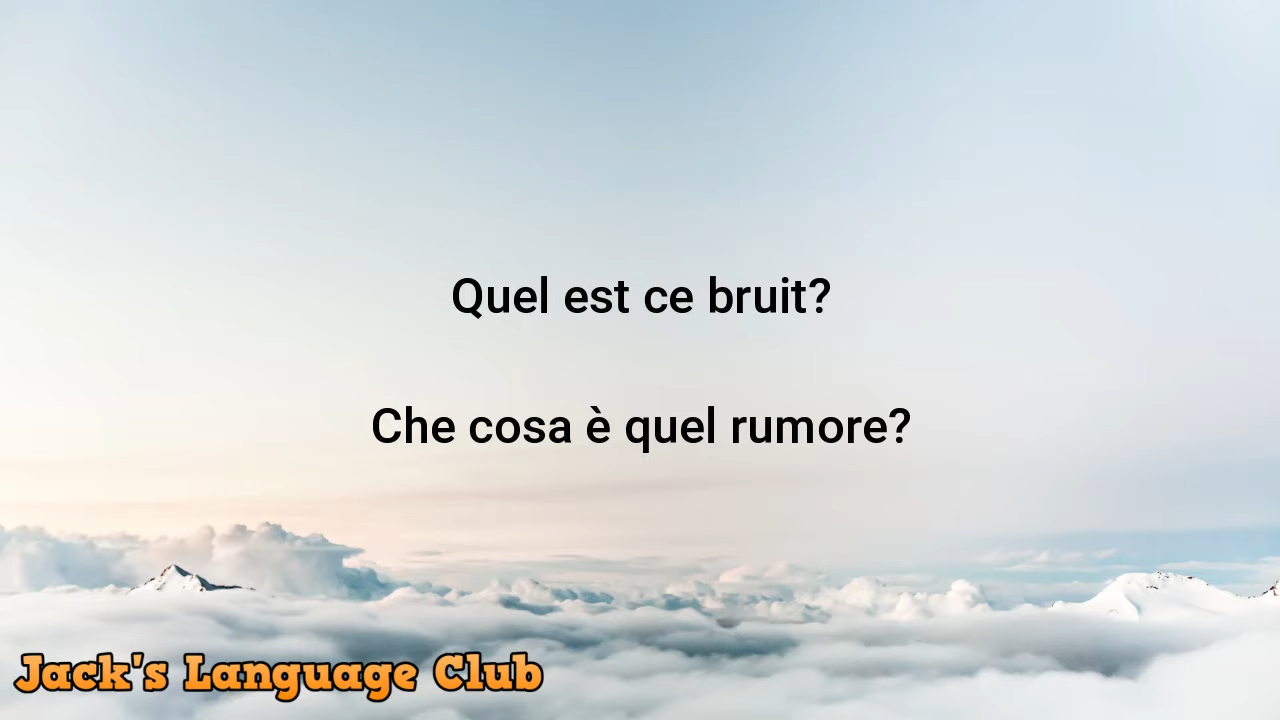 Quel est ce bruit?
Che cosa è quel rumore?
Jack's Language Club